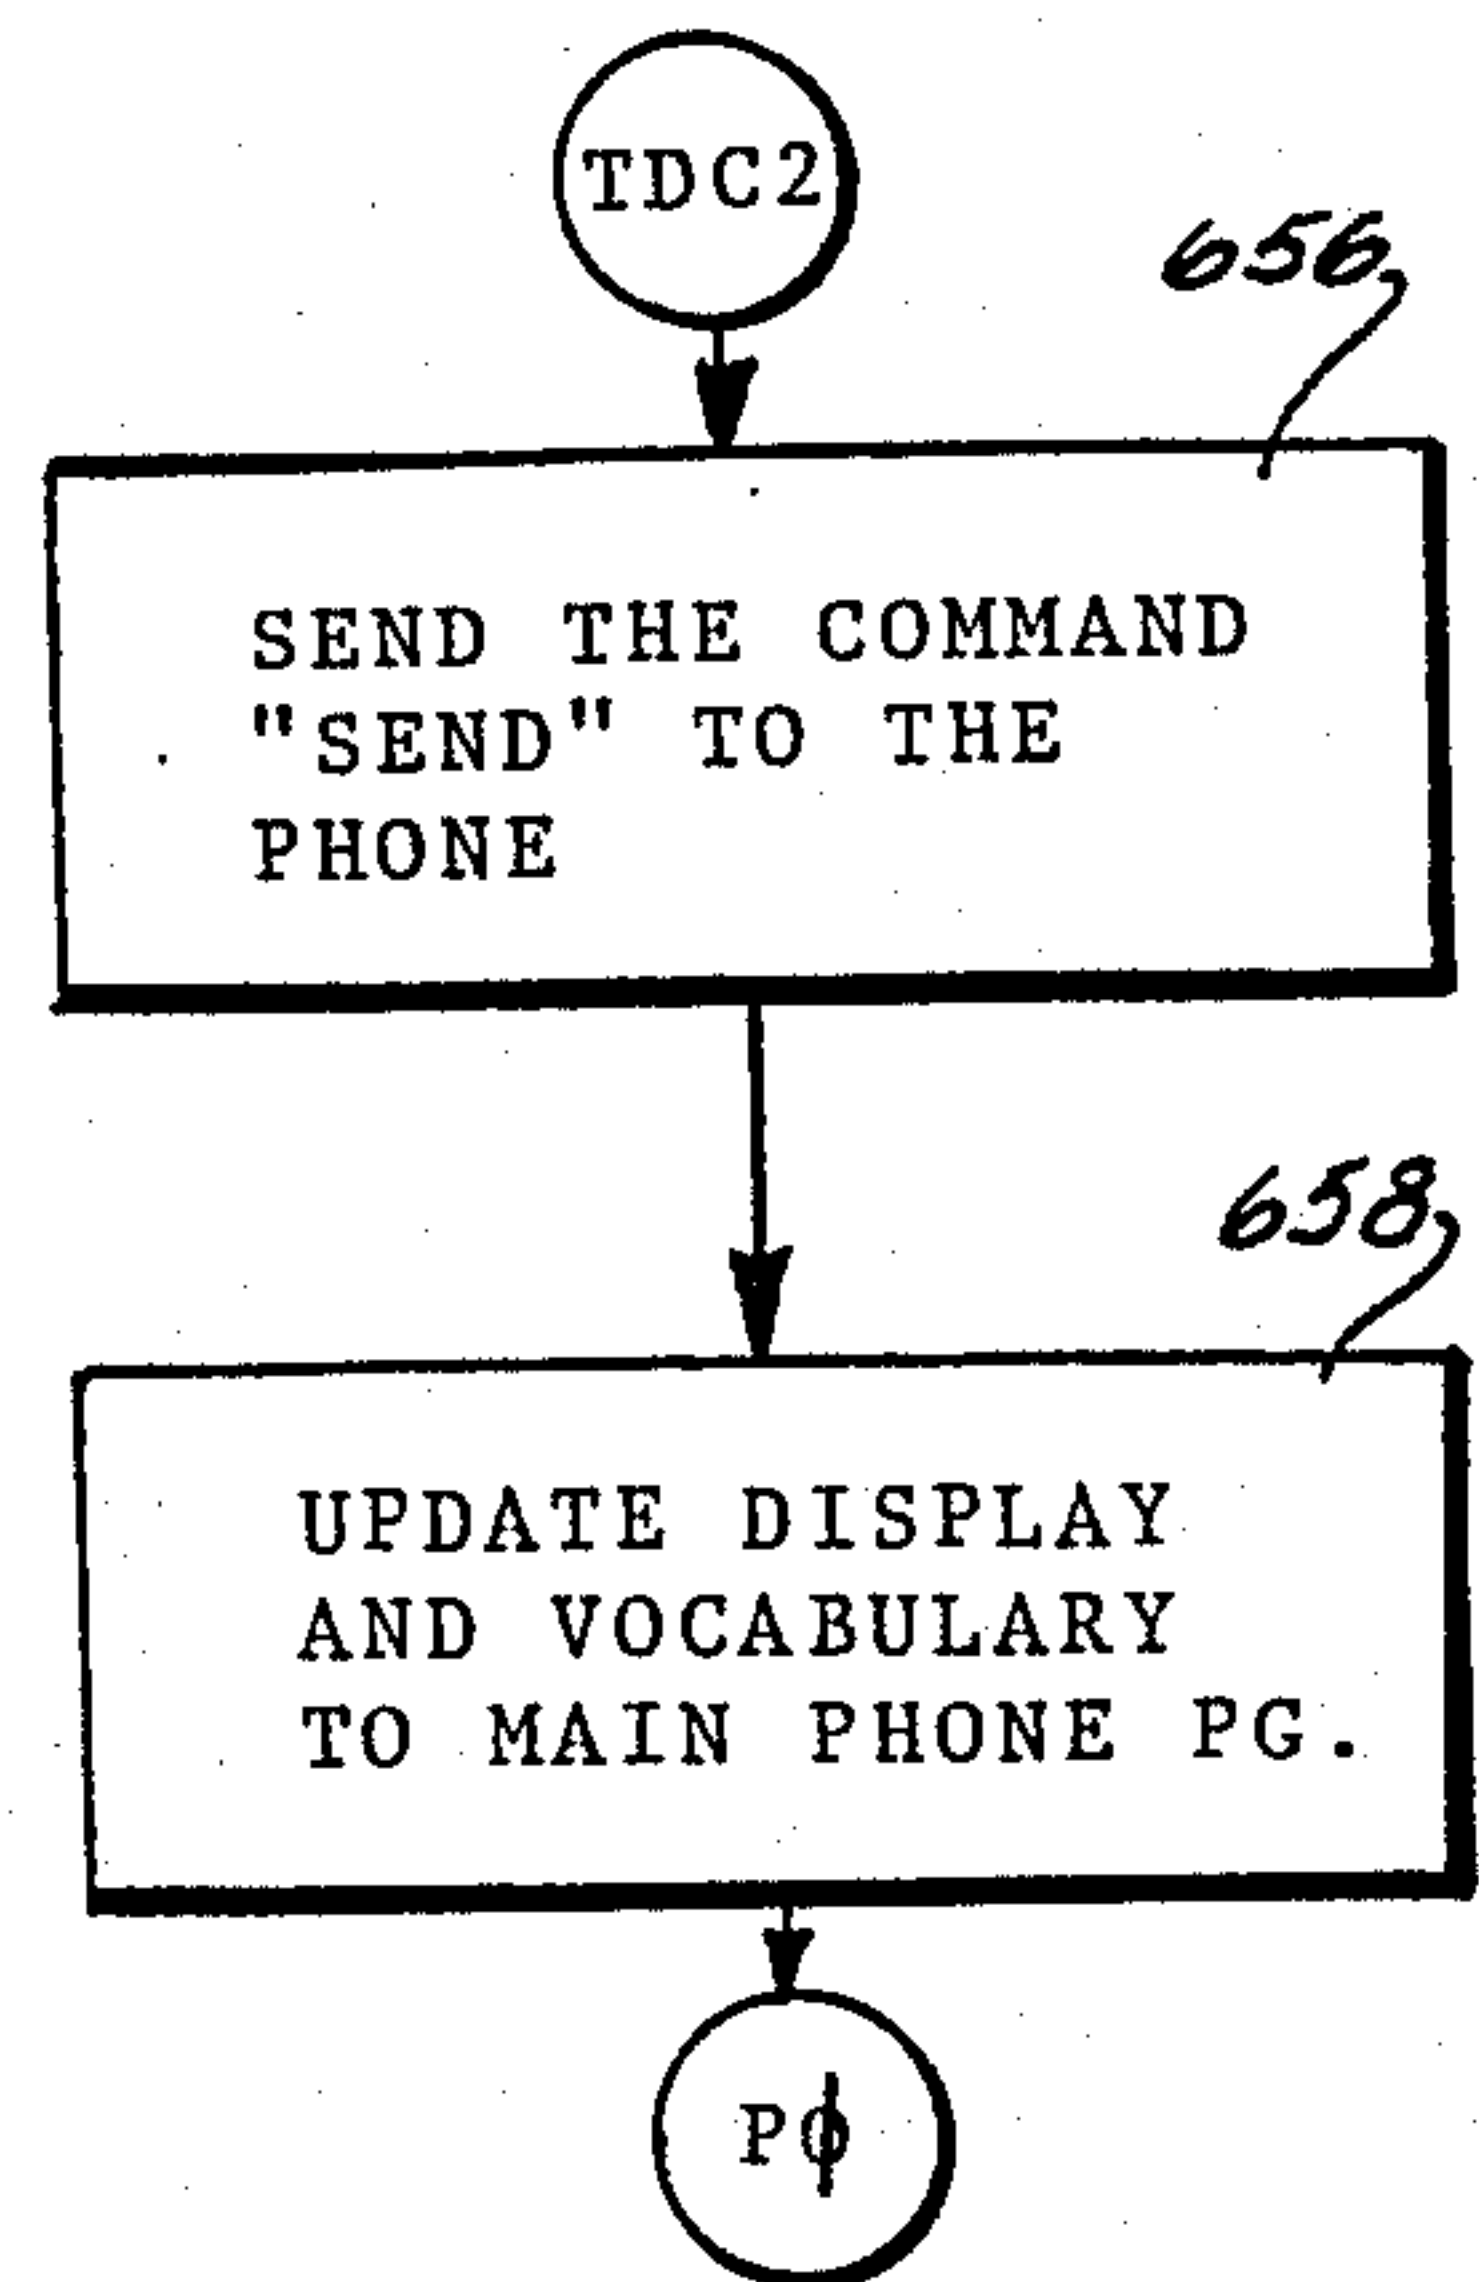 TDC2
656
SEND THE COMMAND
"SEND" TO THE
PHONE
658
UPDATE DISPLAY
AND VOCABULARY
TO MAIN PHONE PG.
Pϕ